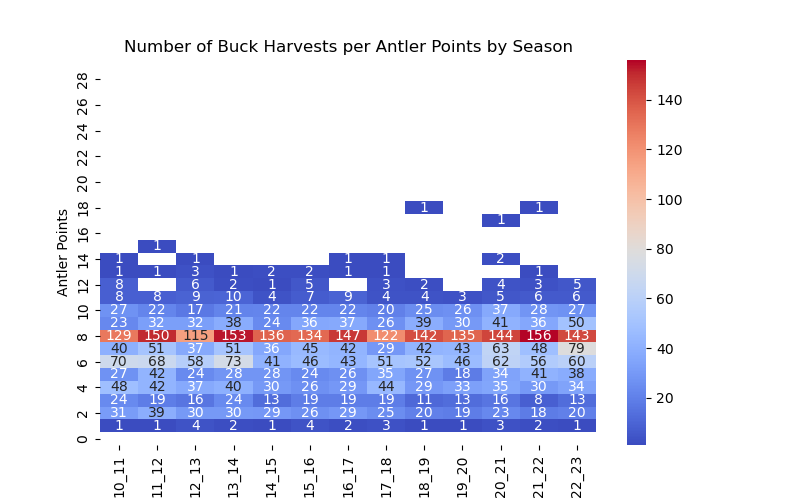 Number of Buck Harvests per Antler Points by Season
Antler Points
28
26
24
22
20
18 1 1
1
16
1
14 1 1 1 1 2
1 1 3 1 2 2 1 1 1
12 8 6 2 1 5 3 2 4 3 5
8 8 9 10 4 7 9 4 4 3 5 6 6
10 27 22 17 21 22 22 22 20 25 26 37 28 27
23 32 32 38 24 36 37 26 39 30 41 36 50
8 129 150 115 153 136 134 147 122 142 135 144 156 143
40 51 37 51 36 45 42 29 42 43 63 48 79
6 70 68 58 73 41 46 43 51 52 46 62 56 60
27 42 24 28 28 24 26 35 27 18 34 41 38
4 48 42 37 40 30 26 29 44 29 33 35 30 34
24 19 16 24 13 19 19 19 11 13 16 8 13
2 31 39 30 30 29 26 29 25 20 19 23 18 20
1 1 4 2 1 4 2 3 1 1 3 2 1
0
10_11 11_12 12_13 13_14 14_15 15_16 16_17 17_18 18_19 19_20 20_21 21_22 22_23
140
120
100
80
60
40
20